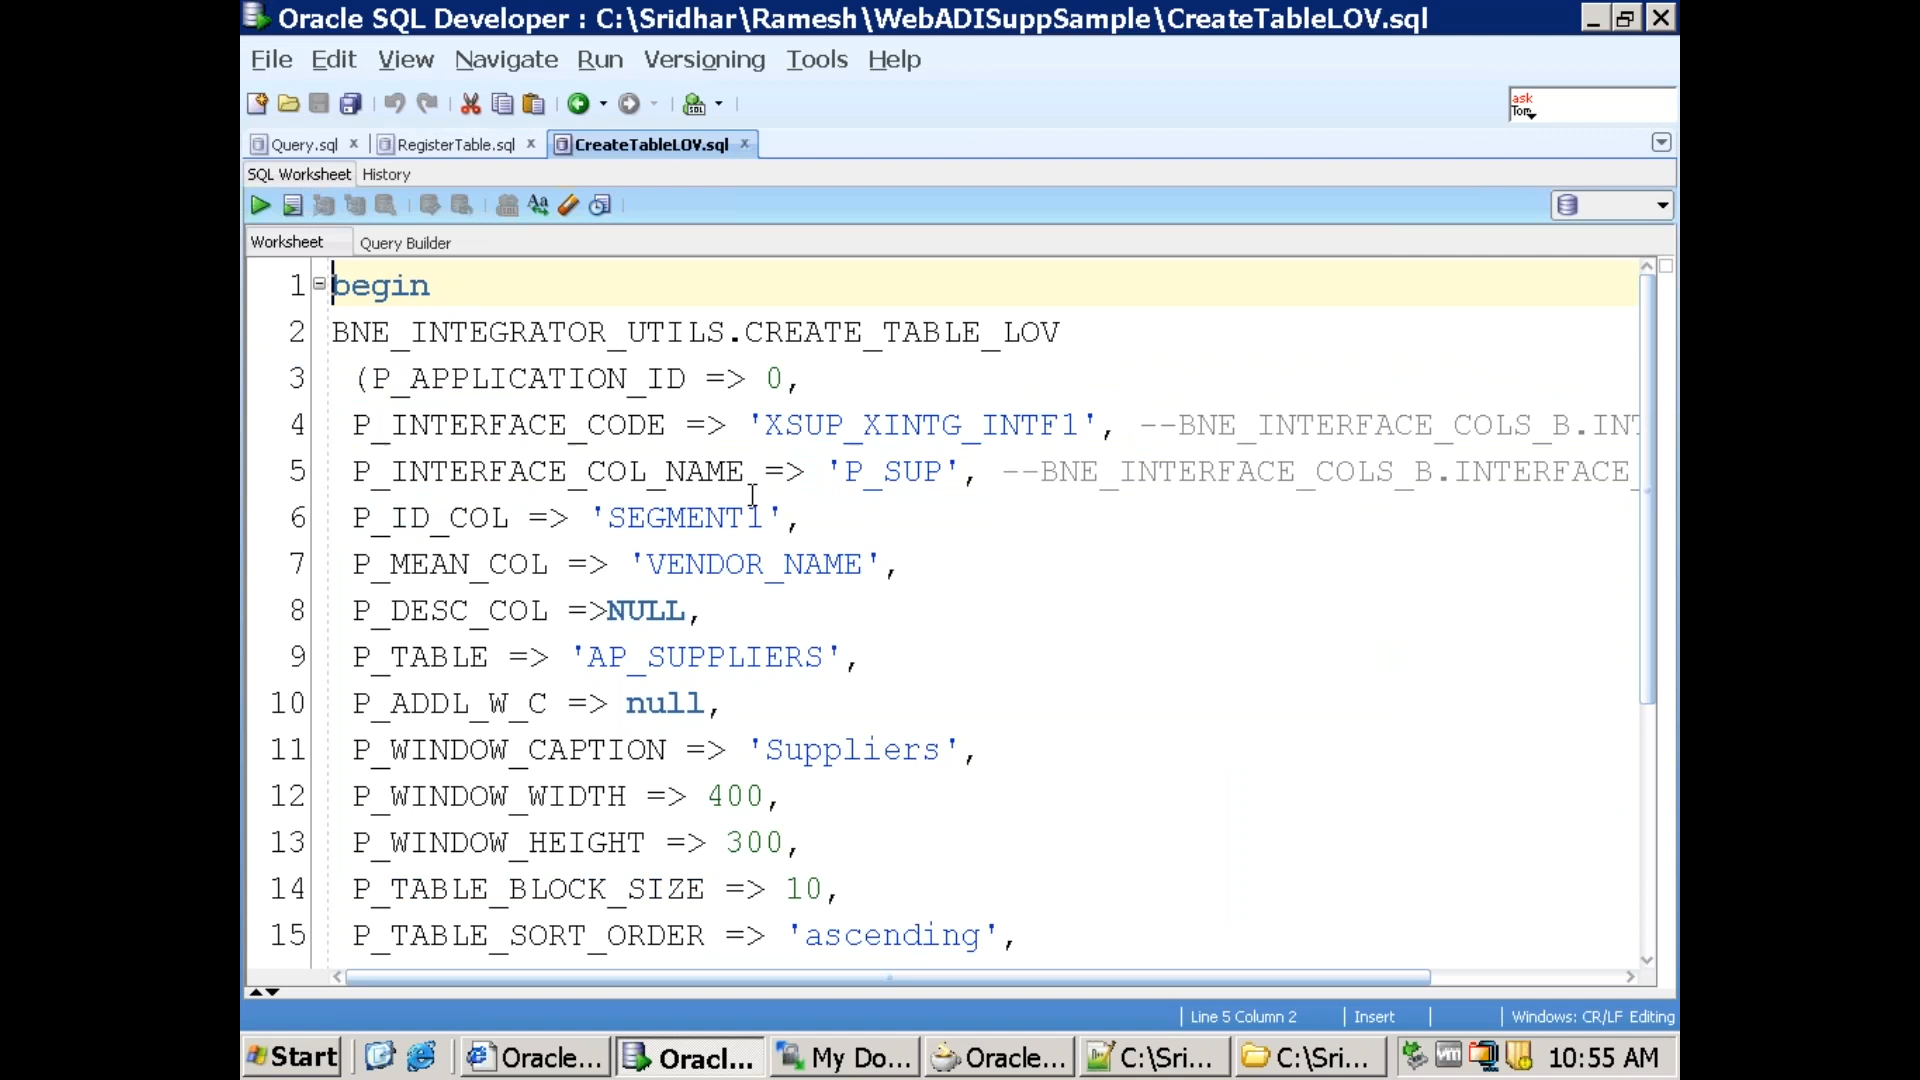 Oracle SQL Developer : C:\Sridhar\Ramesh\WebADISuppSample\CreateTableLOV.sql
File Edit View Navigate Run Versioning Tools Help
ask
Tom
Query.sql RegisterTable.sql CreateTableLOV.sql
SQL Worksheet History
Worksheet Query Builder
1 begin
2 BNE_INTEGRATOR_UTILS.CREATE_TABLE_LOV
3 (P_APPLICATION_ID => 0,
4 P_INTERFACE_CODE => 'XSUP_XINTG_INTF1', --BNE_INTERFACE_COLS_B.INT
5 P_INTERFACE_COL_NAME => 'P_SUP', --BNE_INTERFACE_COLS_B.INTERFACE_
6 P_ID_COL => 'SEGMENT1',
7 P_MEAN_COL => 'VENDOR_NAME',
8 P_DESC_COL =>NULL,
9 P_TABLE => 'AP_SUPPLIERS',
10 P_ADDL_W_C => null,
11 P_WINDOW_CAPTION => 'Suppliers',
12 P_WINDOW_WIDTH => 400,
13 P_WINDOW_HEIGHT => 300,
14 P_TABLE_BLOCK_SIZE => 10,
15 P_TABLE_SORT_ORDER => 'ascending',
Line 5 Column 2 Insert Windows: CR/LF Editing
Start Oracle... Oracl... My Do... Oracle... C:\Sri... C:\Sri... 10:55 AM